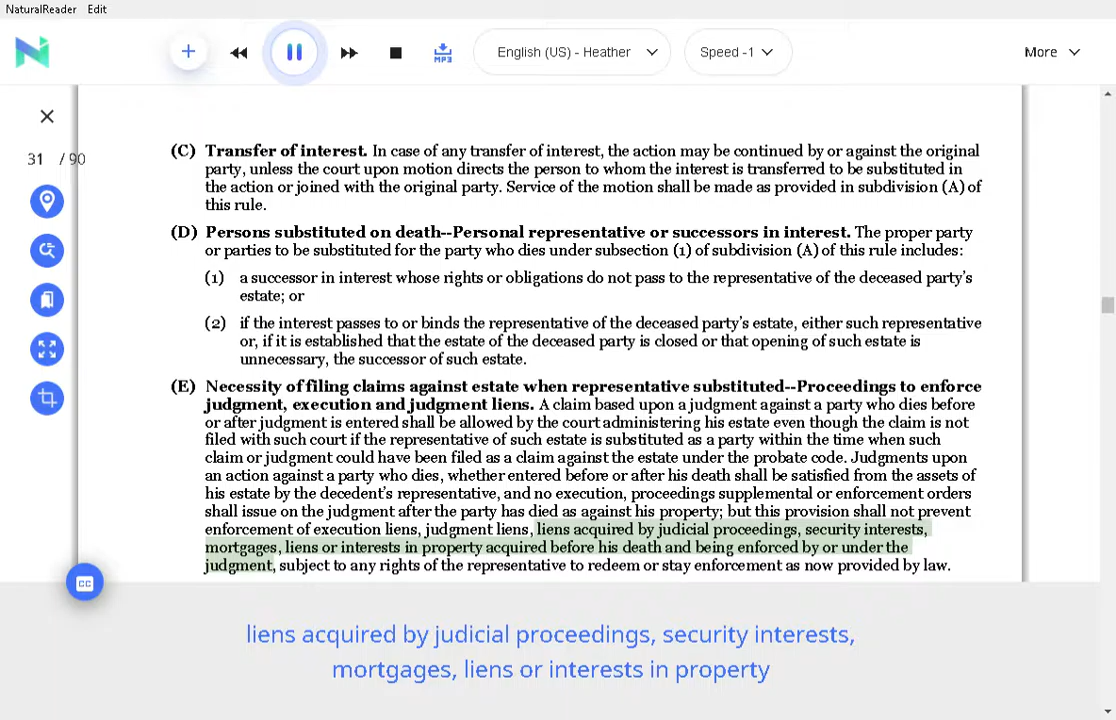 NaturalReader Edit
MP3
English (US) - Heather
Speed -1
More
31 / 90
(C) Transfer of interest. In case of any transfer of interest, the action may be continued by or against the original
party, unless the court upon motion directs the person to whom the interest is transferred to be substituted in
the action or joined with the original party. Service of the motion shall be made as provided in subdivision (A) of
this rule.
(D) Persons substituted on death--Personal representative or successors in interest. The proper party
or parties to be substituted for the party who dies under subsection (1) of subdivision (A) of this rule includes:
(1) a successor in interest whose rights or obligations do not pass to the representative of the deceased party's
estate; or
(2) if the interest passes to or binds the representative of the deceased party's estate, either such representative
or, if it is established that the estate of the deceased party is closed or that opening of such estate is
unnecessary, the successor of such estate.
(E) Necessity of filing claims against estate when representative substituted--Proceedings to enforce
judgment, execution and judgment liens. A claim based upon a judgment against a party who dies before
or after judgment is entered shall be allowed by the court administering his estate even though the claim is not
filed with such court if the representative of such estate is substituted as a party within the time when such
claim or judgment could have been filed as a claim against the estate under the probate code. Judgments upon
an action against a party who dies, whether entered before or after his death shall be satisfied from the assets of
his estate by the decedent's representative, and no execution, proceedings supplemental or enforcement orders
shall issue on the judgment after the party has died as against his property; but this provision shall not prevent
enforcement of execution liens, judgment liens, liens acquired by judicial proceedings, security interests,
mortgages, liens or interests in property acquired before his death and being enforced by or under the
judgment, subject to any rights of the representative to redeem or stay enforcement as now provided by law.
CC
liens acquired by judicial proceedings, security interests,
mortgages, liens or interests in property